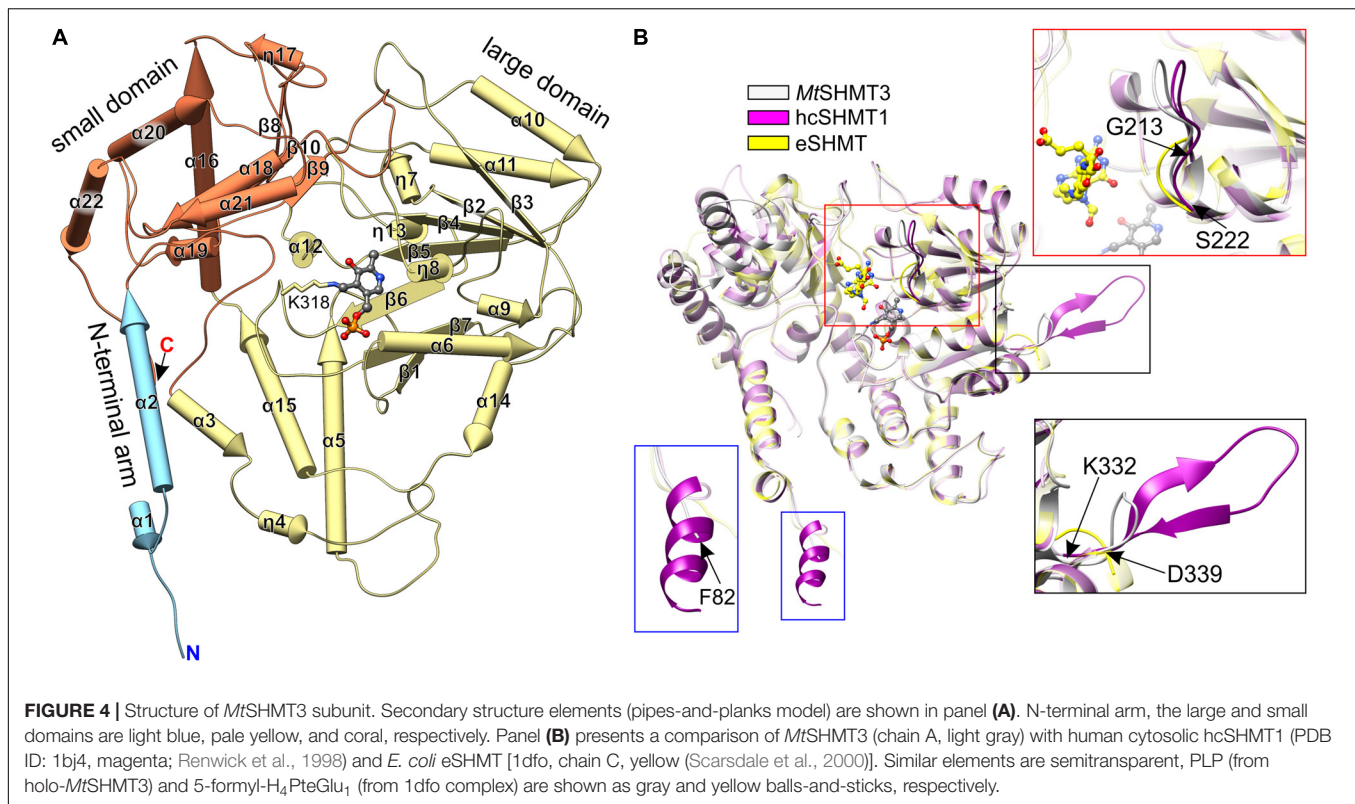 A
small domain
large domain
η17
α20
α16
β8
β10
α18
β9
α22
α21
α19
α10
α11
η7
β2
β3
β4
η13
β5
α12
η8
K318
β6
α9
β7
α6
β1
N-terminal arm
C
α2
α3
α15
α5
α14
α1
η4
N
B
MtSHMT3
hcSHMT1
eSHMT
G213
S222
K332
D339
F82
FIGURE 4 | Structure of MtSHMT3 subunit. Secondary structure elements (pipes-and-planks model) are shown in panel (A). N-terminal arm, the large and small
domains are light blue, pale yellow, and coral, respectively. Panel (B) presents a comparison of MtSHMT3 (chain A, light gray) with human cytosolic hcSHMT1 (PDB
ID: 1bj4, magenta; Renwick et al., 1998) and E. coli eSHMT [1dfo, chain C, yellow (Scarsdale et al., 2000)]. Similar elements are semitransparent, PLP (from
holo-MtSHMT3) and 5-formyl-H₄PteGlu₁ (from 1dfo complex) are shown as gray and yellow balls-and-sticks, respectively.